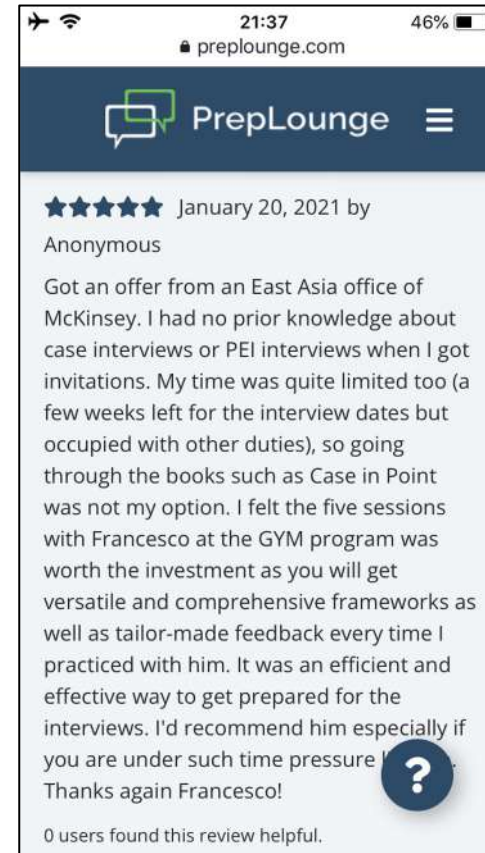 21:37
46%
preplounge.com
PrepLounge
January 20, 2021 by
Anonymous
Got an offer from an East Asia office of
McKinsey. I had no prior knowledge about
case interviews or PEI interviews when I got
invitations. My time was quite limited too (a
few weeks left for the interview dates but
occupied with other duties), so going
through the books such as Case in Point
was not my option. I felt the five sessions
with Francesco at the GYM program was
worth the investment as you will get
versatile and comprehensive frameworks as
well as tailor-made feedback every time I
practiced with him. It was an efficient and
effective way to get prepared for the
interviews. I'd recommend him especially if
you are under such time pressure
?
Thanks again Francesco!
0 users found this review helpful.